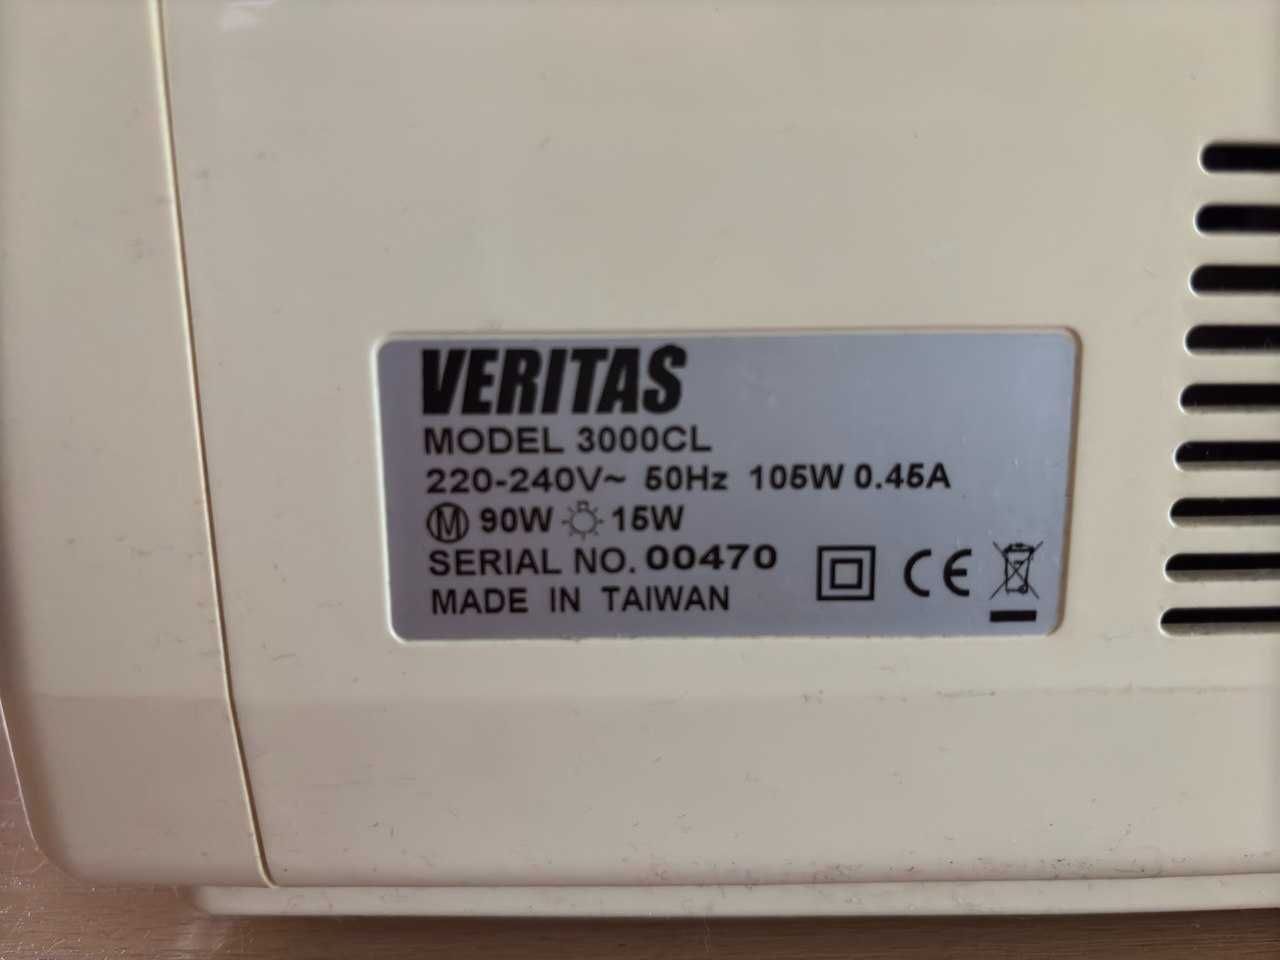 VERITAS
MODEL 3000CL
220-240V~ 50Hz 105W 0.45A
M 90W 15W
SERIAL NO. 00470
MADE IN TAIWAN
CE